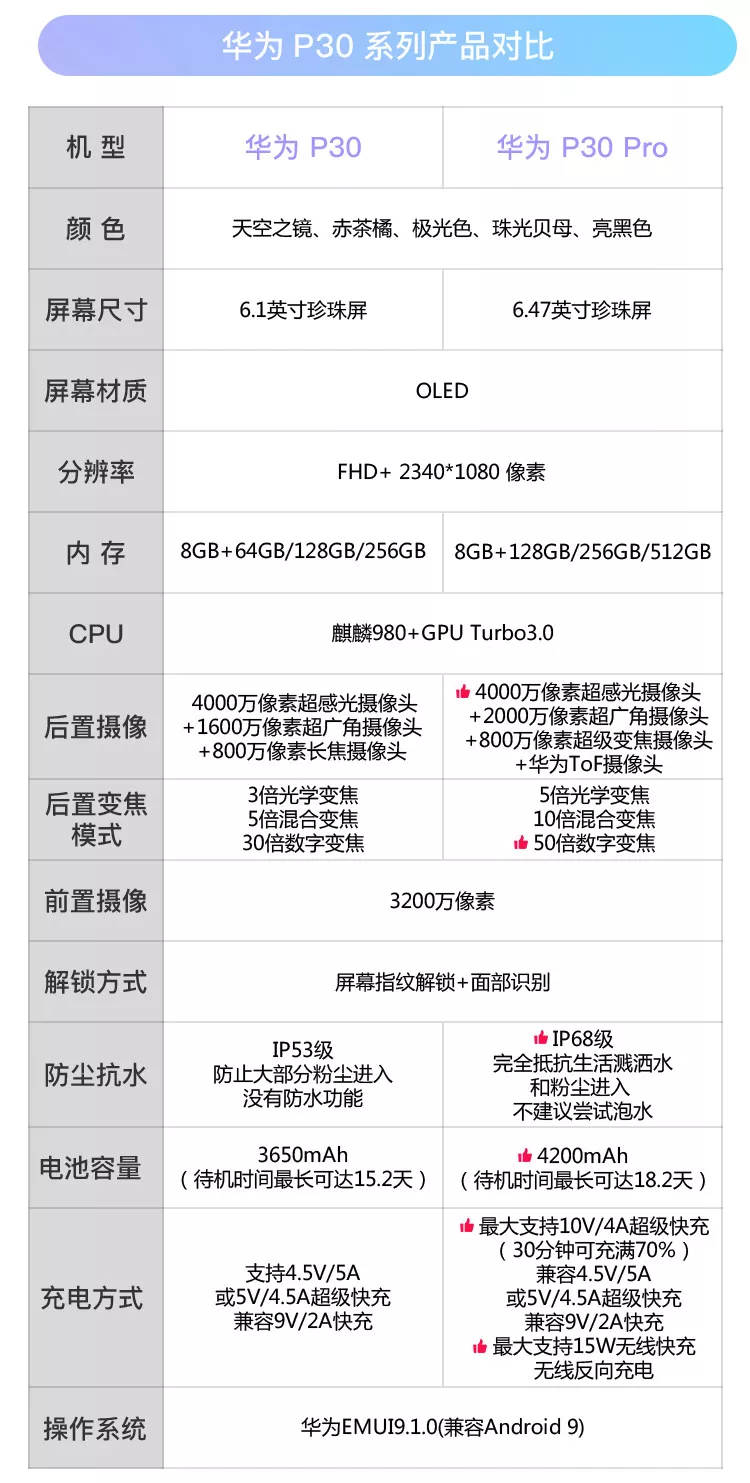 华为 P30 系列产品对比
机 型
华为 P30
华为 P30 Pro
颜 色
天空之镜、赤茶橘、极光色、珠光贝母、亮黑色
屏幕尺寸
6.1英寸珍珠屏
6.47英寸珍珠屏
屏幕材质
OLED
分辨率
FHD+ 2340*1080 像素
内 存
8GB+64GB/128GB/256GB
8GB+128GB/256GB/512GB
CPU
麒麟980+GPU Turbo3.0
后置摄像
4000万像素超感光摄像头
+1600万像素超广角摄像头
+800万像素长焦摄像头
4000万像素超感光摄像头
+2000万像素超广角摄像头
+800万像素超级变焦摄像头
+华为ToF摄像头
后置变焦
模式
3倍光学变焦
5倍混合变焦
30倍数字变焦
5倍光学变焦
10倍混合变焦
50倍数字变焦
前置摄像
3200万像素
解锁方式
屏幕指纹解锁+面部识别
防尘抗水
IP53级
防止大部分粉尘进入
没有防水功能
IP68级
完全抵抗生活溅洒水
和粉尘进入
不建议尝试泡水
电池容量
3650mAh
（待机时间最长可达15.2天）
4200mAh
（待机时间最长可达18.2天）
充电方式
支持4.5V/5A
或5V/4.5A超级快充
兼容9V/2A快充
最大支持10V/4A超级快充
（30分钟可充满70%）
兼容4.5V/5A
或5V/4.5A超级快充
兼容9V/2A快充
最大支持15W无线快充
无线反向充电
操作系统
华为EMUI9.1.0(兼容Android 9)